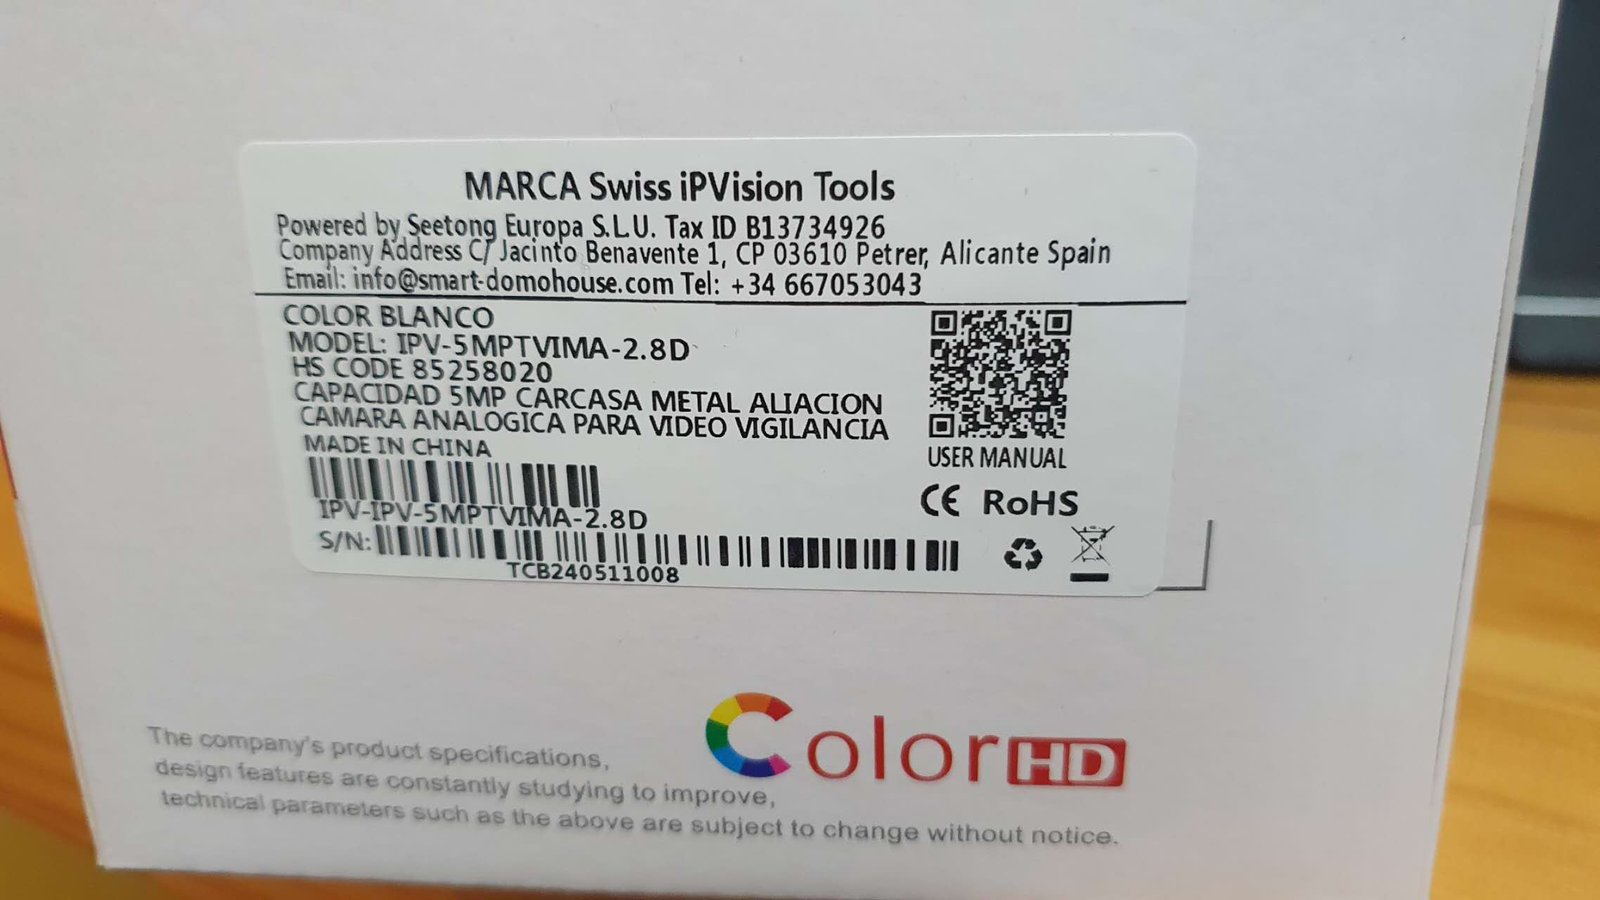 MARCA Swiss iPVision Tools
Powered by Seetong Europa S.L.U. Tax ID B13734926
Company Address C/ Jacinto Benavente 1, CP 03610 Petrer, Alicante Spain
Email: info@smart-domohouse.com Tel: +34 667053043
COLOR BLANCO
MODEL: IPV-5MPTVIMA-2.8D
HS CODE 85258020
CAPACIDAD 5MP CARCASA METAL ALIACION
CAMARA ANALOGICA PARA VIDEO VIGILANCIA
MADE IN CHINA
IPV-IPV-5MPTVIMA-2.8D
S/N:
TCB240511008
USER MANUAL
CE RoHS
Color HD
The company's product specifications,
design features are constantly studying to improve,
technical parameters such as the above are subject to change without notice.